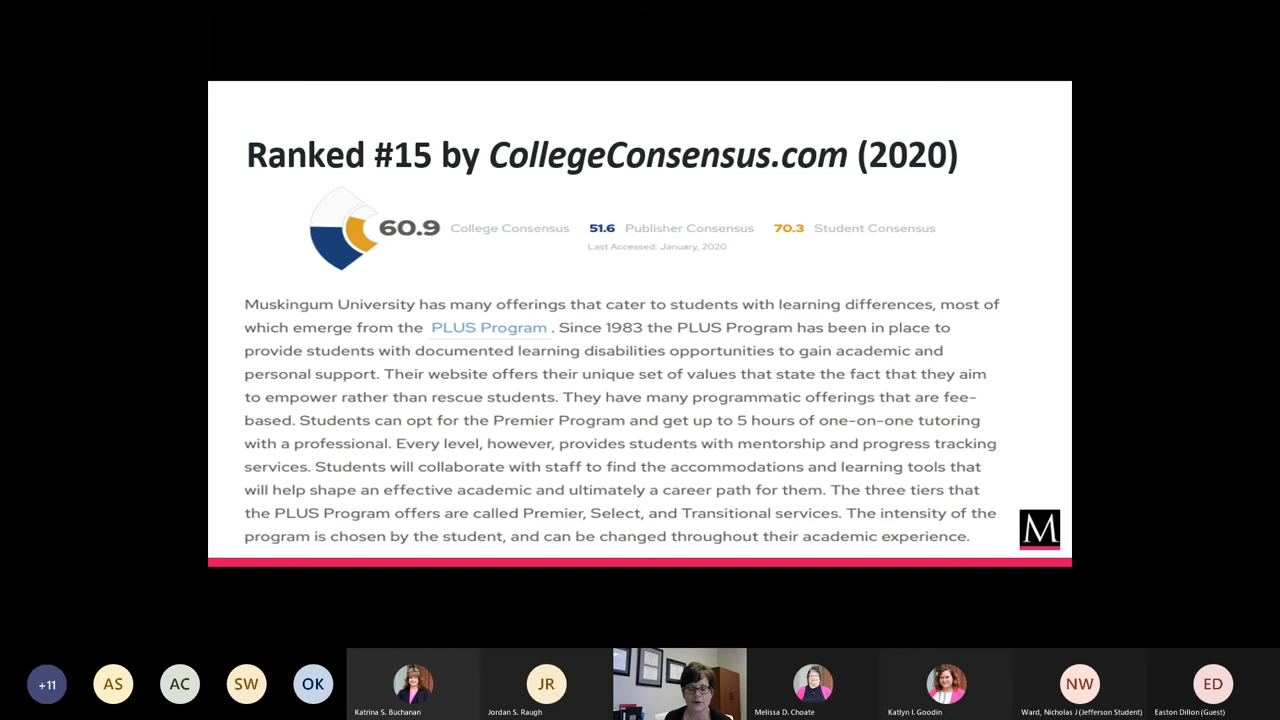 Ranked #15 by CollegeConsensus.com (2020)
60.9 College Consensus 51.6 Publisher Consensus 70.3 Student Consensus
Last Accessed: January, 2020
Muskingum University has many offerings that cater to students with learning differences, most of
which emerge from the PLUS Program . Since 1983 the PLUS Program has been in place to
provide students with documented learning disabilities opportunities to gain academic and
personal support. Their website offers their unique set of values that state the fact that they aim
to empower rather than rescue students. They have many programmatic offerings that are fee-
based. Students can opt for the Premier Program and get up to 5 hours of one-on-one tutoring
with a professional. Every level, however, provides students with mentorship and progress tracking
services. Students will collaborate with staff to find the accommodations and learning tools that
will help shape an effective academic and ultimately a career path for them. The three tiers that
the PLUS Program offers are called Premier, Select, and Transitional services. The intensity of the
program is chosen by the student, and can be changed throughout their academic experience.
M
+11 AS AC SW OK JR NW ED
Katrina S. Buchanan Jordan S. Raugh Melissa D. Choate Katlyn I. Goodin Ward, Nicholas J (Jefferson Student) Easton Dillon (Guest)